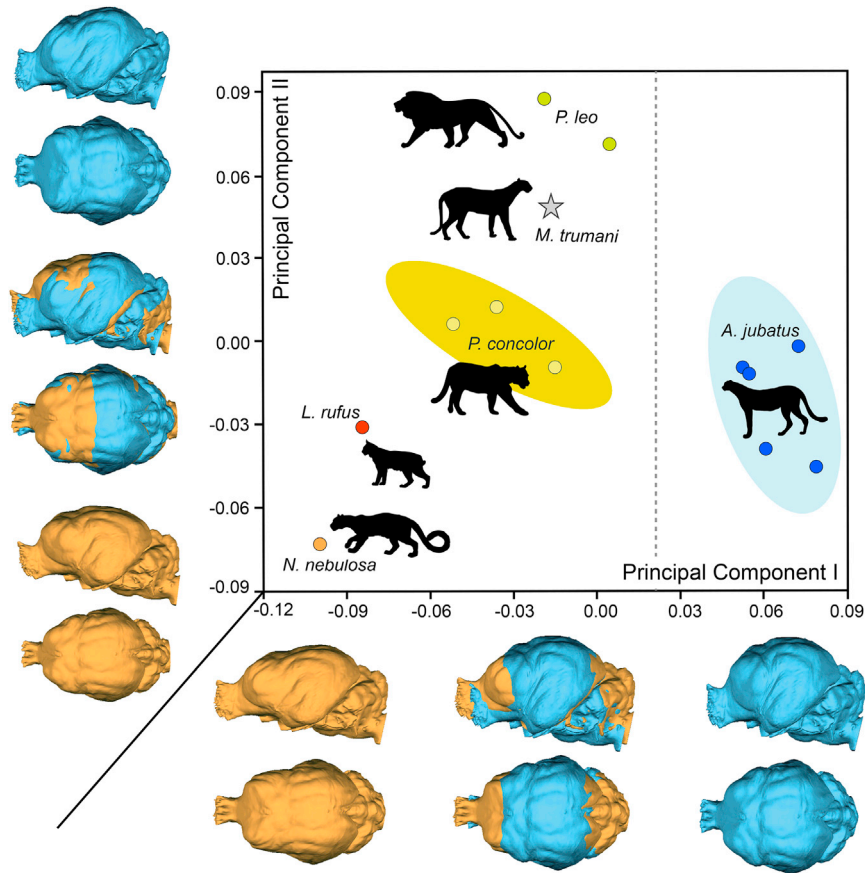 Principal Component II
0.09
0.06
0.03
0.00
-0.03
-0.06
-0.09
P. leo
M. trumani
P. concolor
A. jubatus
L. rufus
N. nebulosa
Principal Component I
-0.12
-0.09
-0.06
-0.03
0.00
0.03
0.06
0.09